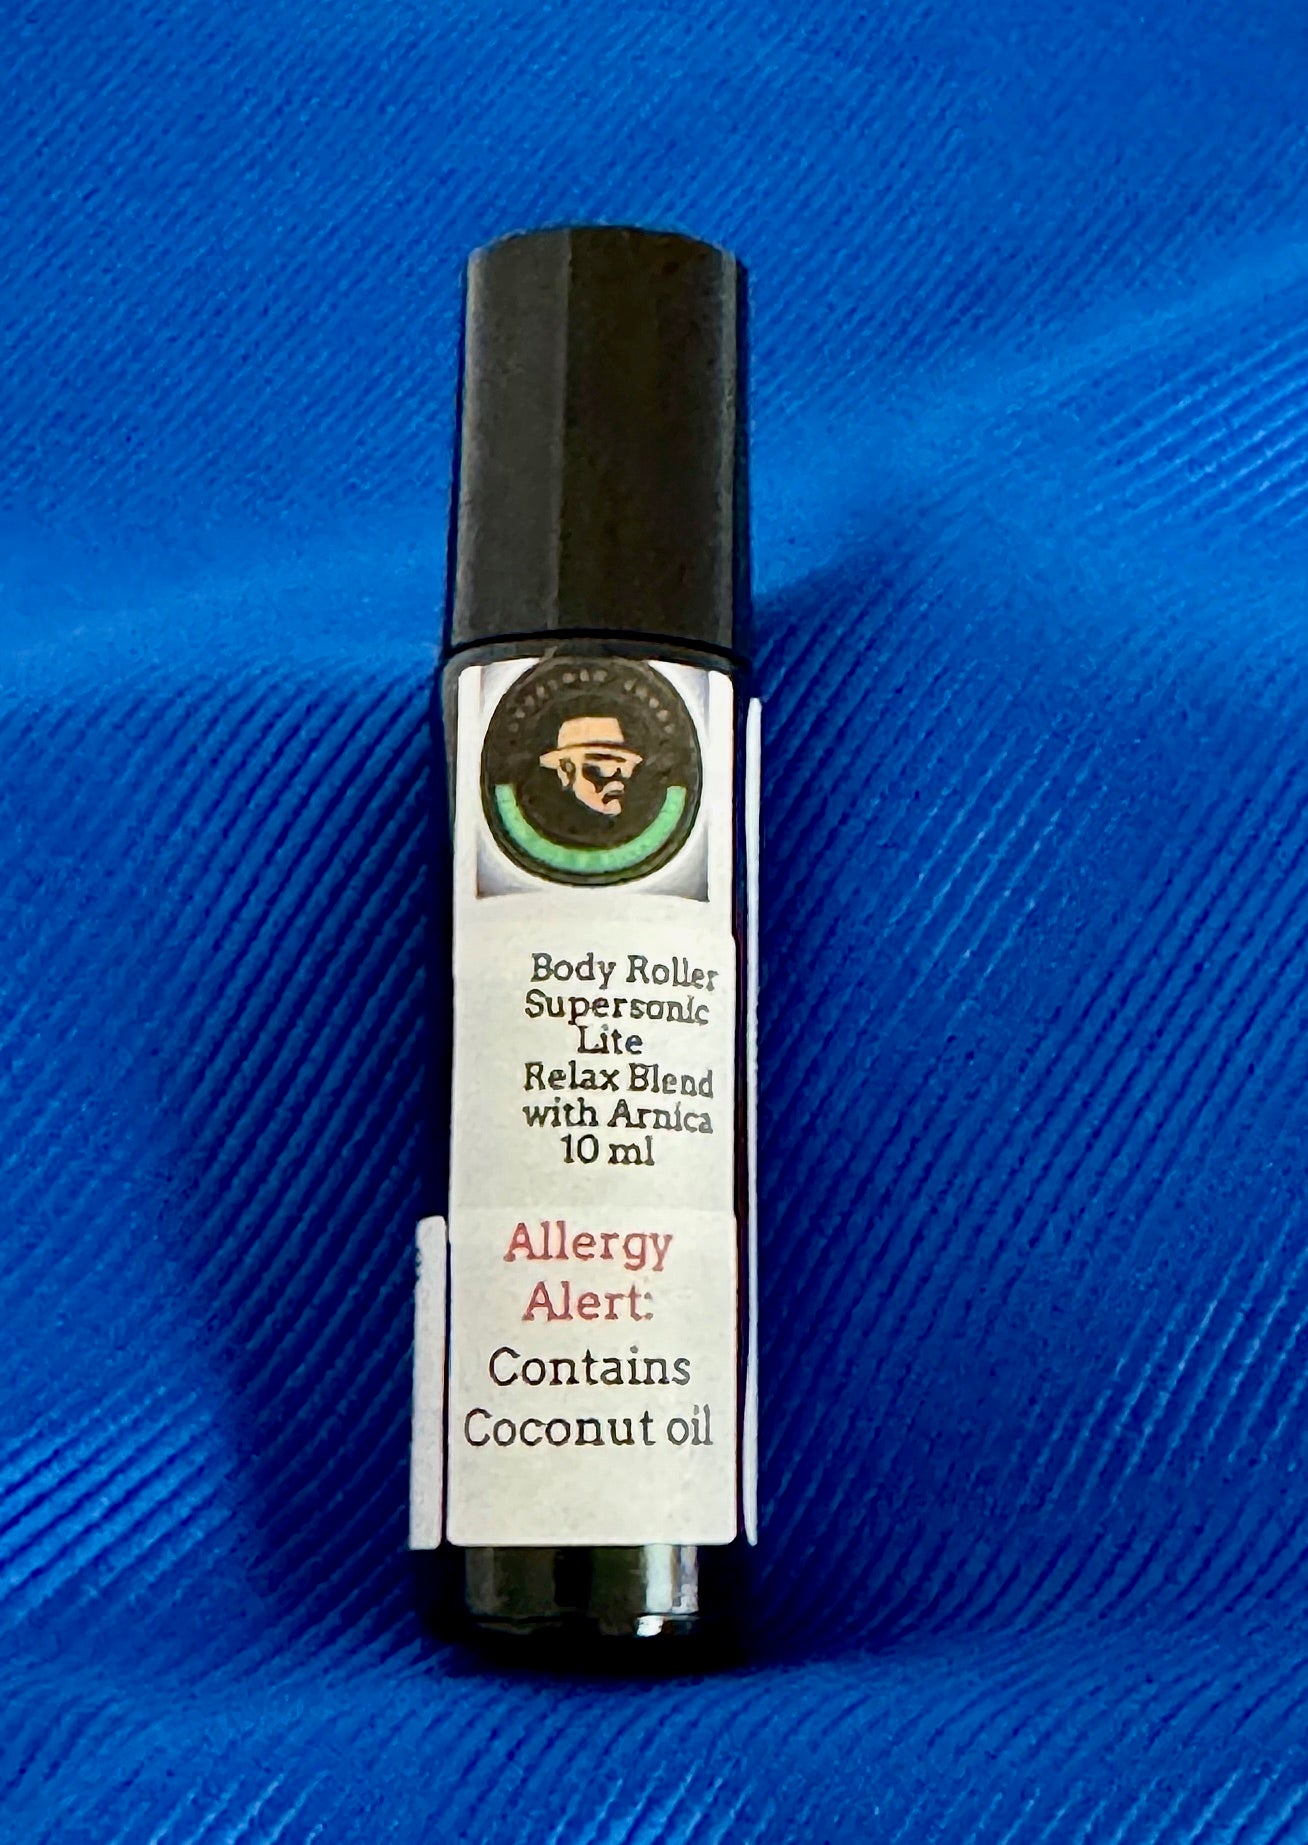 Body Roller
Supersonic
Lite
Relax Blend
with Arnica
10 ml
Allergy
Alert:
Contains
Coconut oil